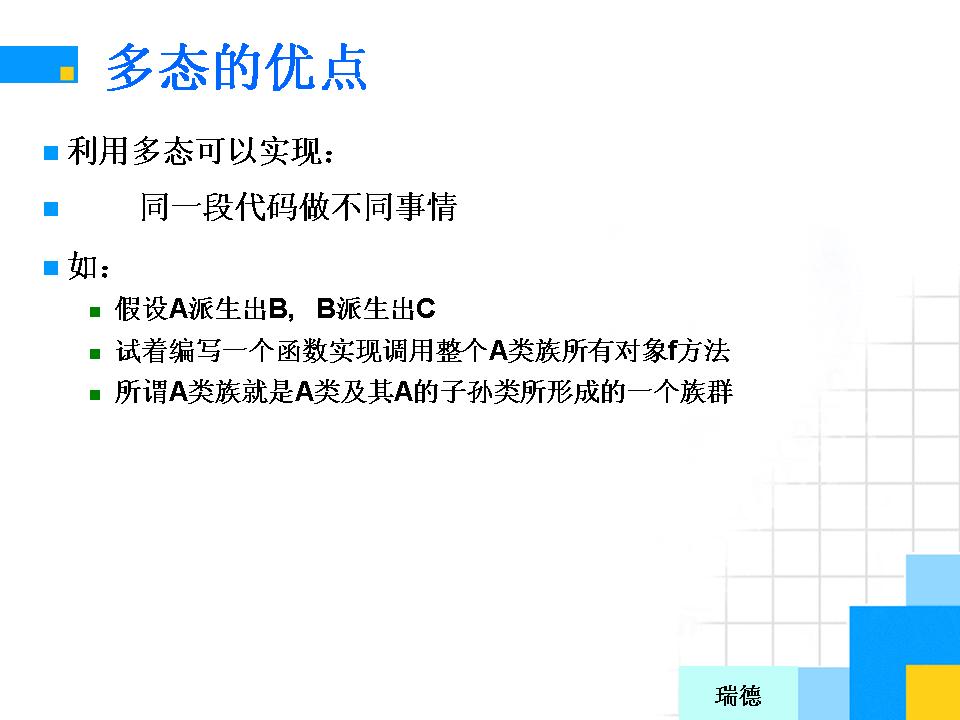 多态的优点
利用多态可以实现：
同一段代码做不同事情
如：
假设A派生出B，B派生出C
试着编写一个函数实现调用整个A类族所有对象f方法
所谓A类族就是A类及其A的子孙类所形成的一个族群
瑞德